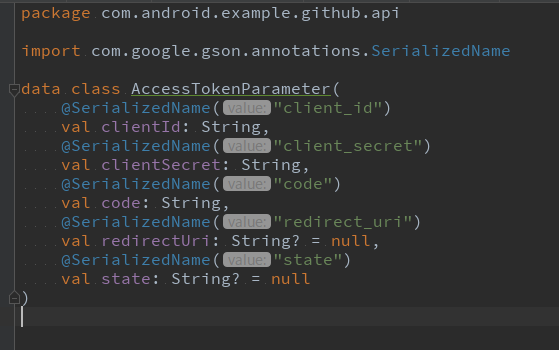 package com.android.example.github.api
import com.google.gson.annotations.SerializedName
data class AccessTokenParameter(
@SerializedName( value: "client_id")
val clientId: String,
@SerializedName( value: "client_secret")
val clientSecret: String,
@SerializedName( value: "code")
val code: String,
@SerializedName( value: "redirect_uri")
val redirectUri: String? = null,
@SerializedName( value: "state")
val state: String? = null
)